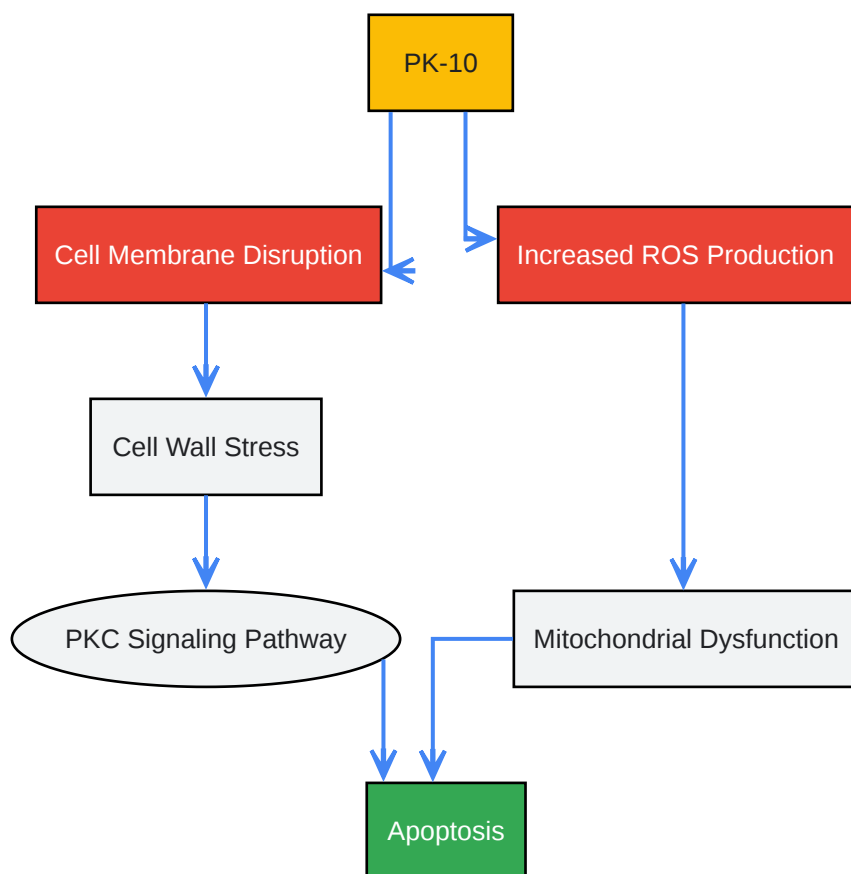 PK-10
Cell Membrane Disruption
Increased ROS Production
Cell Wall Stress
PKC Signaling Pathway
Mitochondrial Dysfunction
Apoptosis